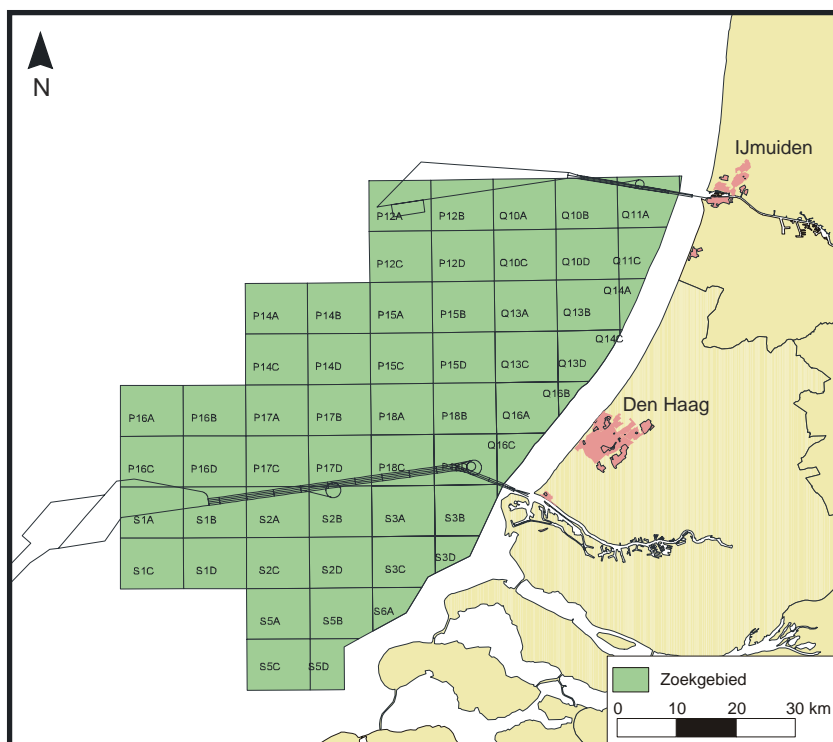 N
IJmuiden
P12A P12B Q10A Q10B Q11A
P12C P12D Q10C Q10D Q11C
Q14A
P14A P14B P15A P15B Q13A Q13B
Q14C
P14C P14D P15C P15D Q13C Q13D
Q16B
Den Haag
P16A P16B P17A P17B P18A P18B Q16A
Q16C
P16C P16D P17C P17D P18C P18D
S1A S1B S2A S2B S3A S3B
S3D
S1C S1D S2C S2D S3C
S6A
S5A S5B
S5C S5D
Zoekgebied
0 10 20 30 km